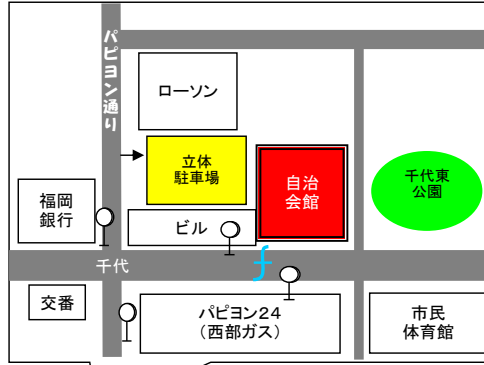 パピヨン通り
ローソン
立体
駐車場
自治
会館
千代東
公園
福岡
銀行
ビル
千代
交番
パピヨン24
(西部ガス)
市民
体育館